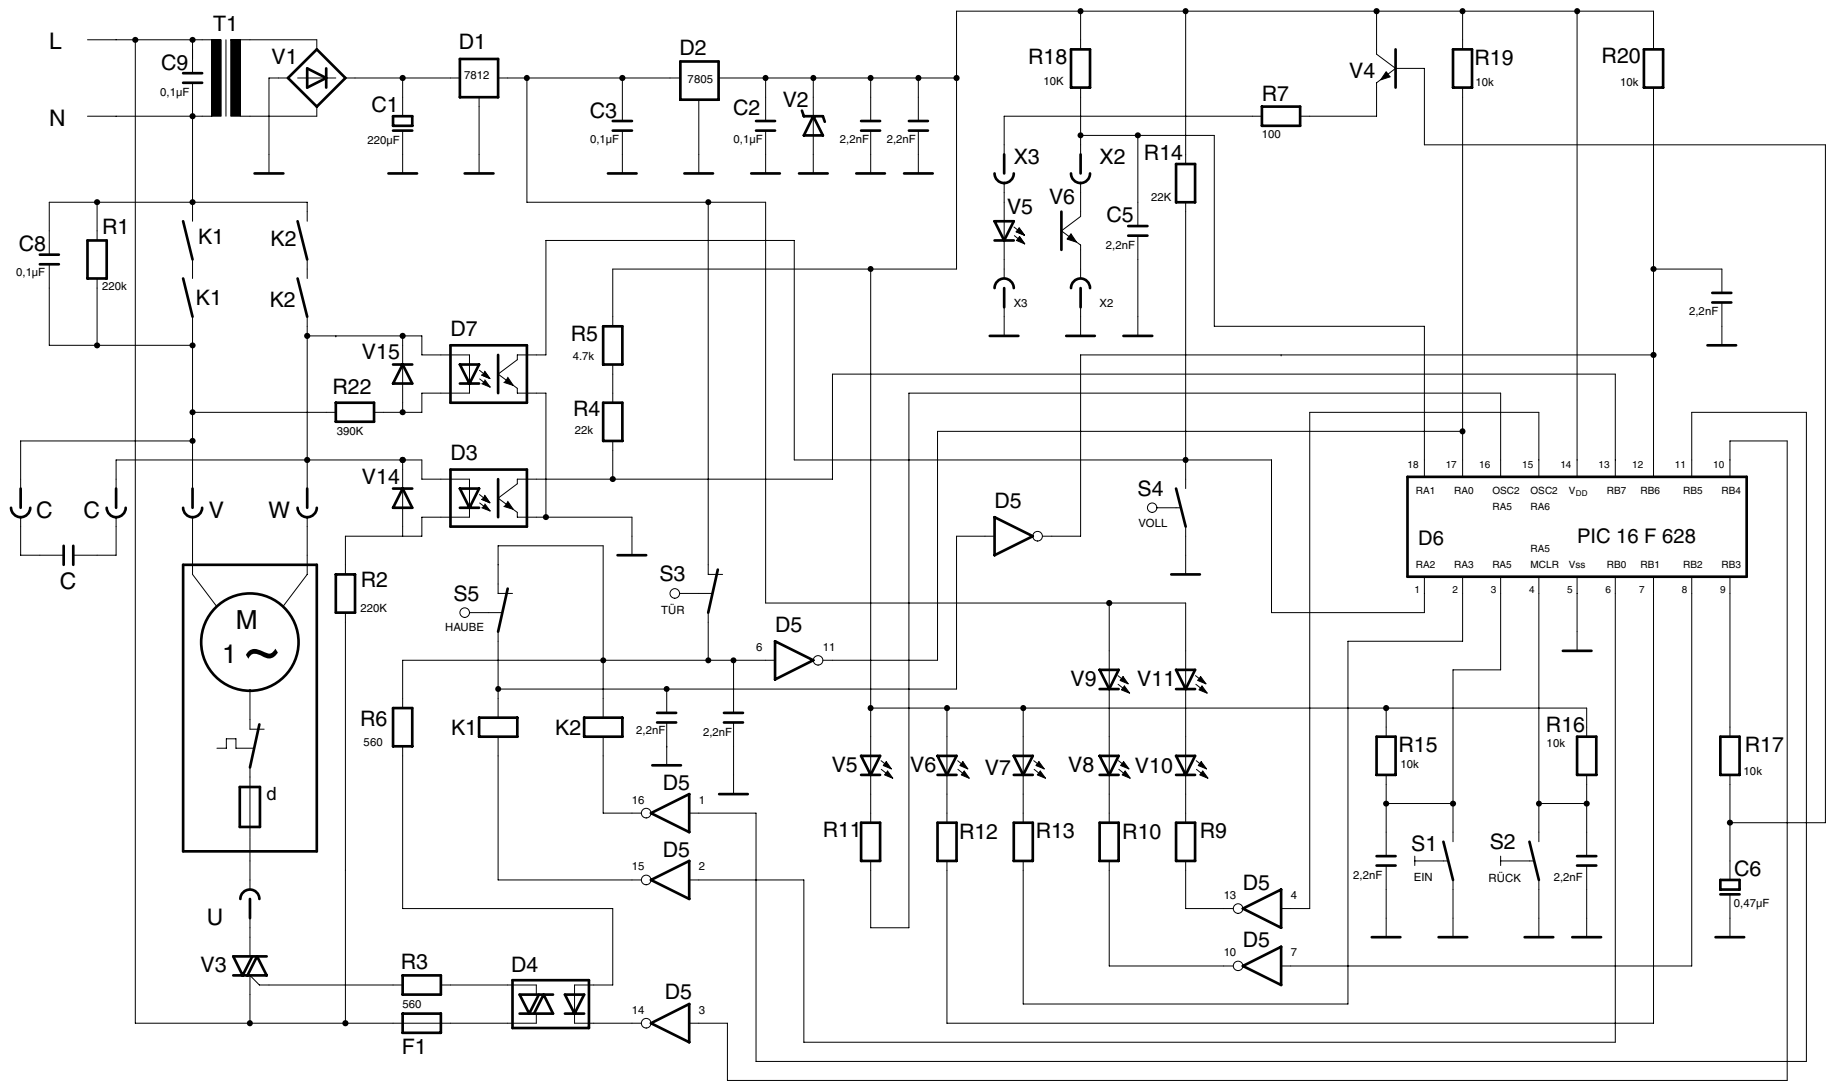 L
T1
C9
0,1µF
N
V1
D1
7812
C1
220µF
D2
7805
C3
0,1µF
C2
0,1µF
V2
2,2nF
2,2nF
R18
10K
V4
R19
10k
R20
10k
R7
100
X3
X2
R14
22K
V5
V6
C5
2,2nF
X3
X2
2,2nF
C8
0,1µF
R1
220k
K1
K2
K1
K2
D7
V15
R22
390K
R5
4.7k
R4
22k
D3
V14
C
C
V
W
C
R2
220K
M
1
d
U
V3
S5
HAUBE
S3
TÜR
D5
S4
VOLL
D5
6
11
R6
560
K1
K2
2,2nF
2,2nF
D5
16
1
D5
15
2
R3
560
F1
D4
D5
14
3
V9
V11
V5
V6
V7
V8
V10
R11
R12
R13
R10
R9
D5
13
4
D5
10
7
18
17
16
15
14
13
12
11
10
RA1
RA0
OSC2
RA5
OSC2
RA6
VDD
RB7
RB6
RB5
RB4
D6
PIC 16 F 628
RA2
RA3
RA5
RA5
MCLR
Vss
RB0
RB1
RB2
RB3
1
2
3
4
5
6
7
8
9
R15
10k
R16
10k
R17
10k
2,2nF
S1
EIN
S2
RÜCK
2,2nF
C6
0,47µF